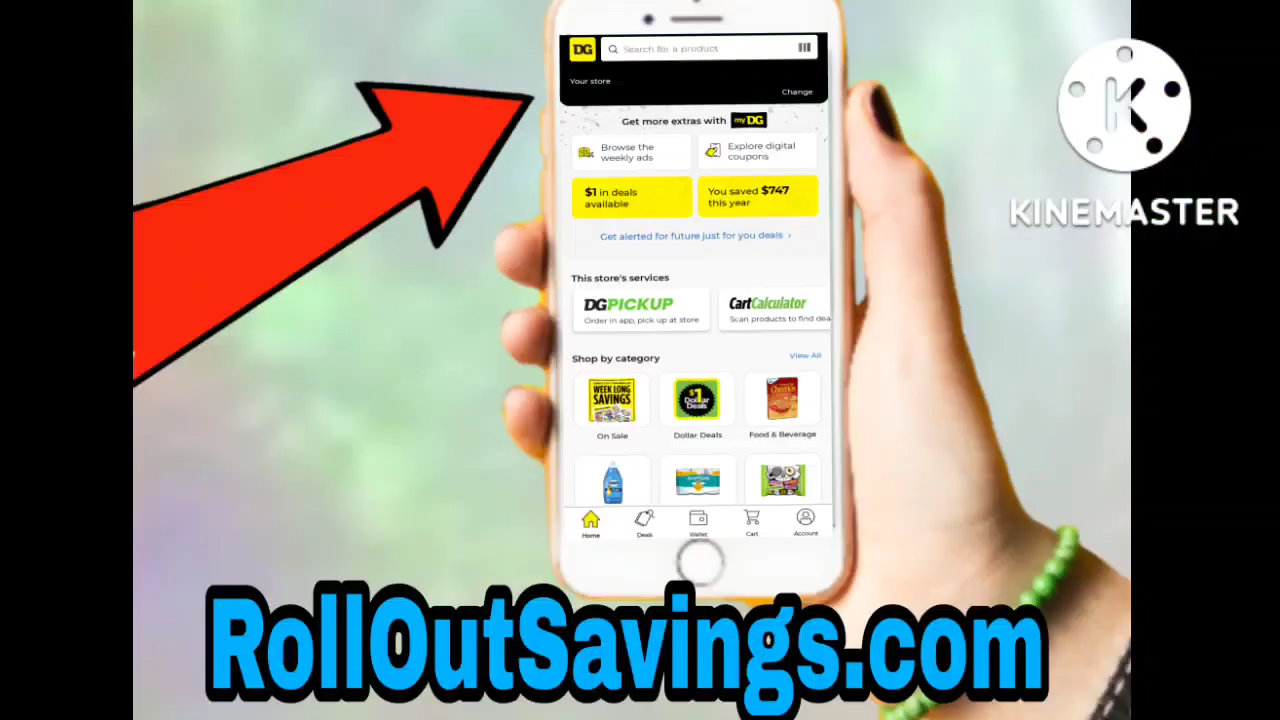 DG
Search for a product
Your store
Change
Get more extras with myDG
Browse the
weekly ads
Explore digital
coupons
$1 in deals
available
You saved $747
this year
Get alerted for future just for you deals ›
This store's services
DGPICKUP
Order in app, pick up at store
CartCalculator
Scan products to find dea
Shop by category
View All
WEEK LONG
SAVINGS
$1
Dollar
Deals
Cheerios
On Sale
Dollar Deals
Food & Beverage
Home
Deals
Wallet
Cart
Account
K
KINEMASTER
RollOutSavings.com